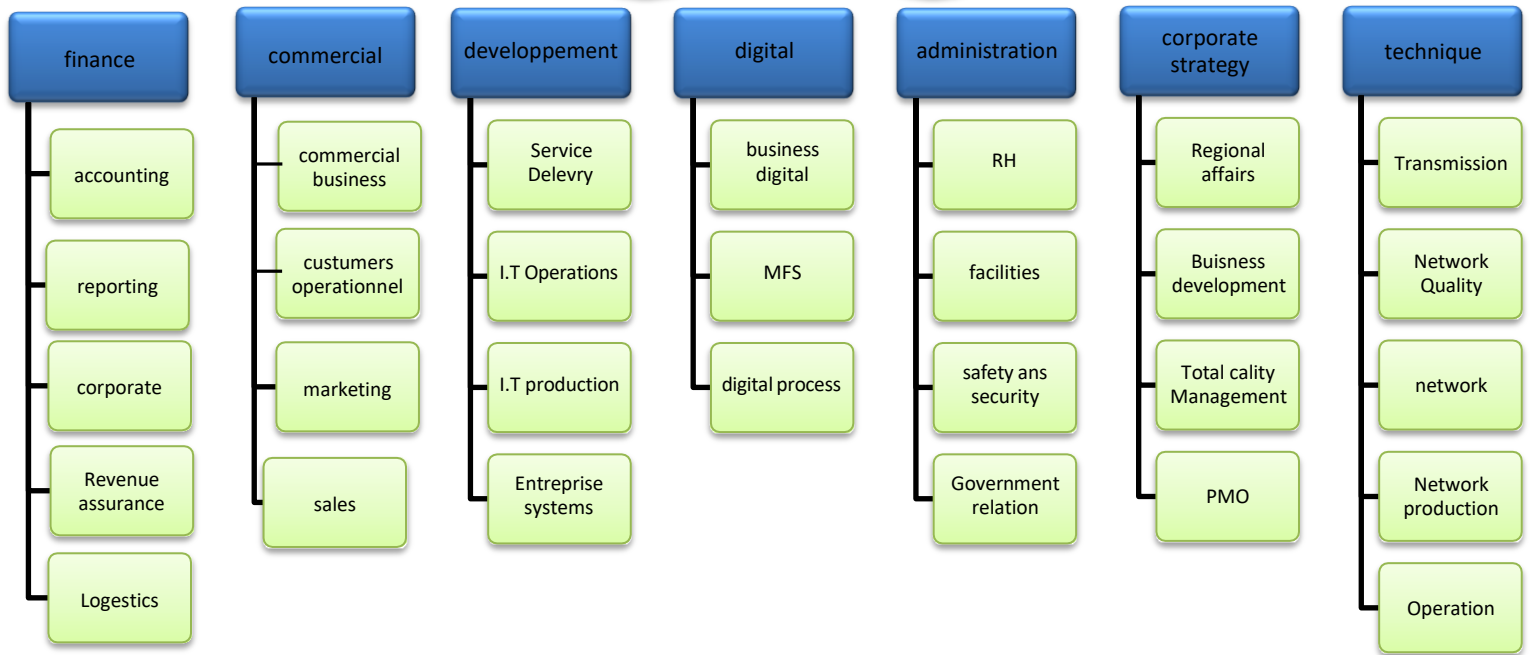 finance
accounting
reporting
corporate
Revenue
assurance
Logestics
commercial
commercial
business
custumers
operationnel
marketing
sales
developpement
Service
Delevry
I.T Operations
I.T production
Entreprise
systems
digital
business
digital
MFS
digital process
administration
RH
facilities
safety ans
security
Government
relation
corporate
strategy
Regional
affairs
Buisness
development
Total cality
Management
PMO
technique
Transmission
Network
Quality
network
Network
production
Operation